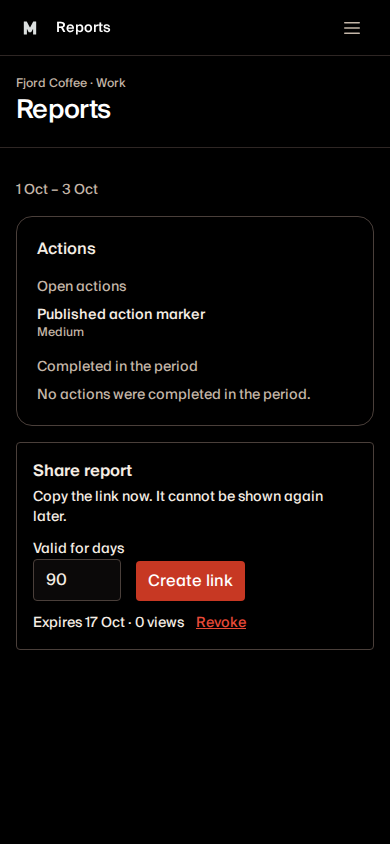 M Reports
Fjord Coffee · Work
Reports
1 Oct – 3 Oct
Actions
Open actions
Published action marker
Medium
Completed in the period
No actions were completed in the period.
Share report
Copy the link now. It cannot be shown again
later.
Valid for days
90 Create link
Expires 17 Oct · 0 views Revoke